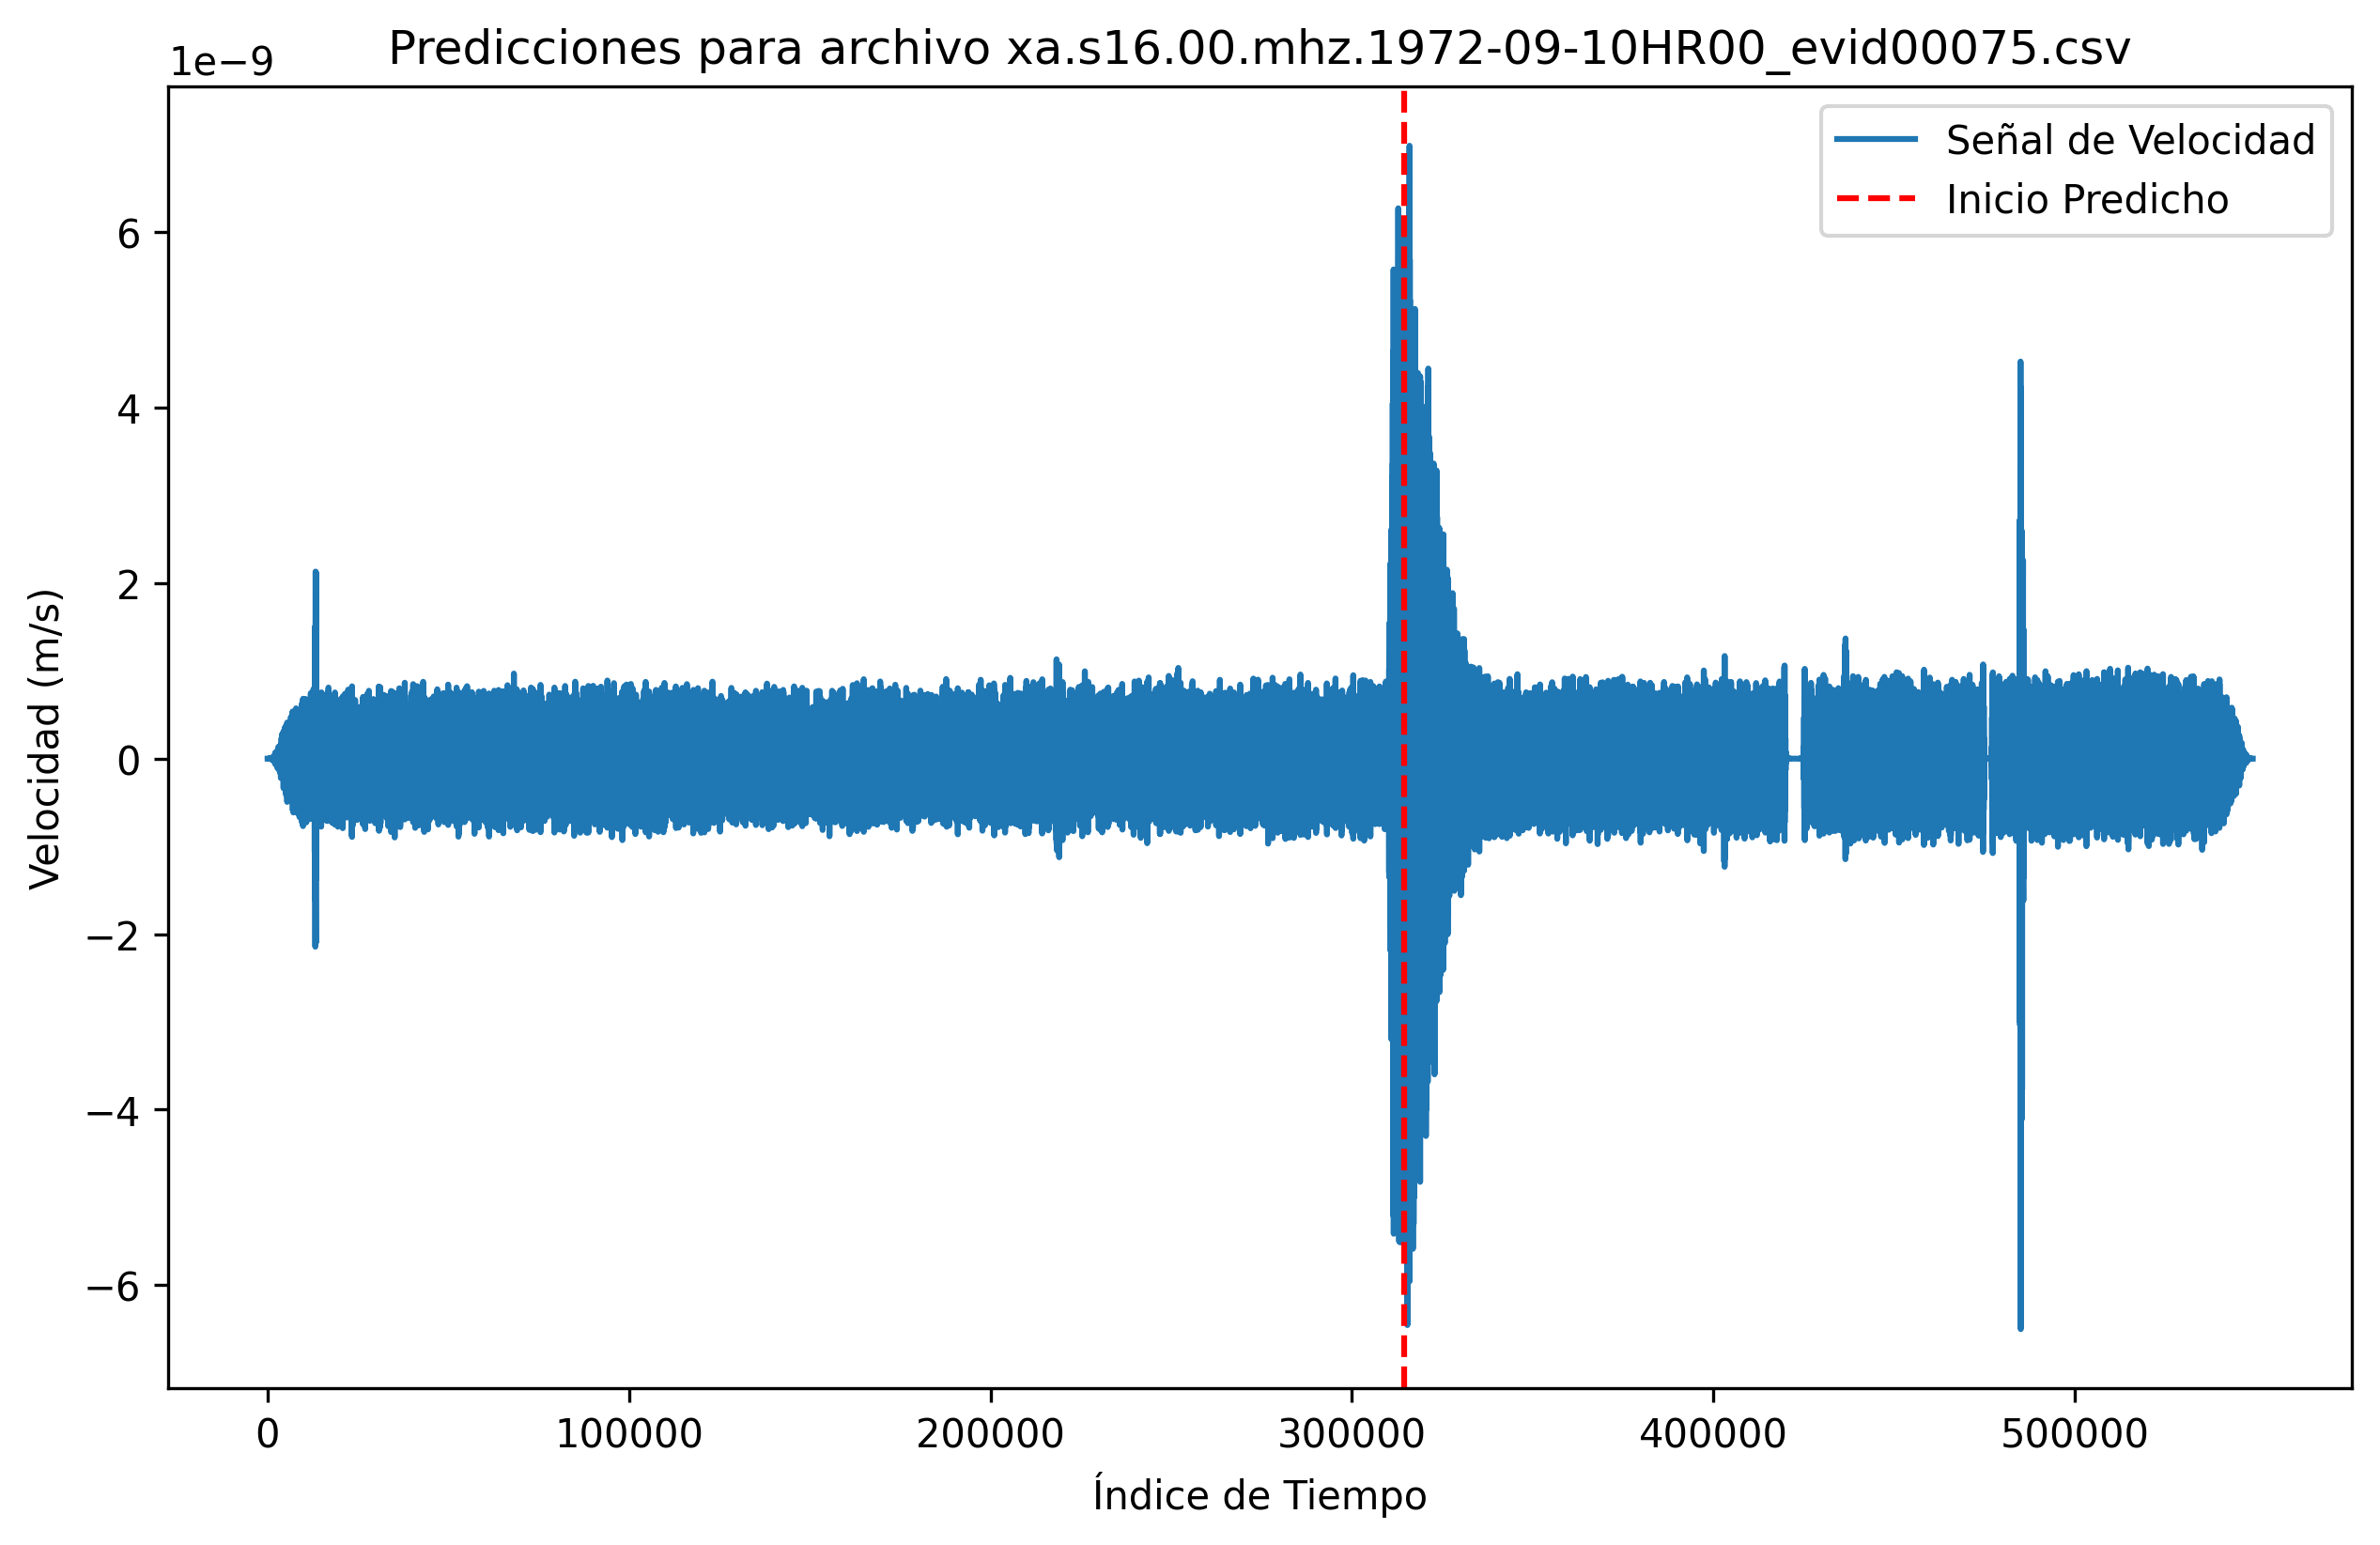 Predicciones para archivo xa.s16.00.mhz.1972-09-10HR00_evid00075.csv
1e−9
Señal de Velocidad
Inicio Predicho
6
4
2
0
−2
−4
−6
Velocidad (m/s)
0 100000 200000 300000 400000 500000
Índice de Tiempo